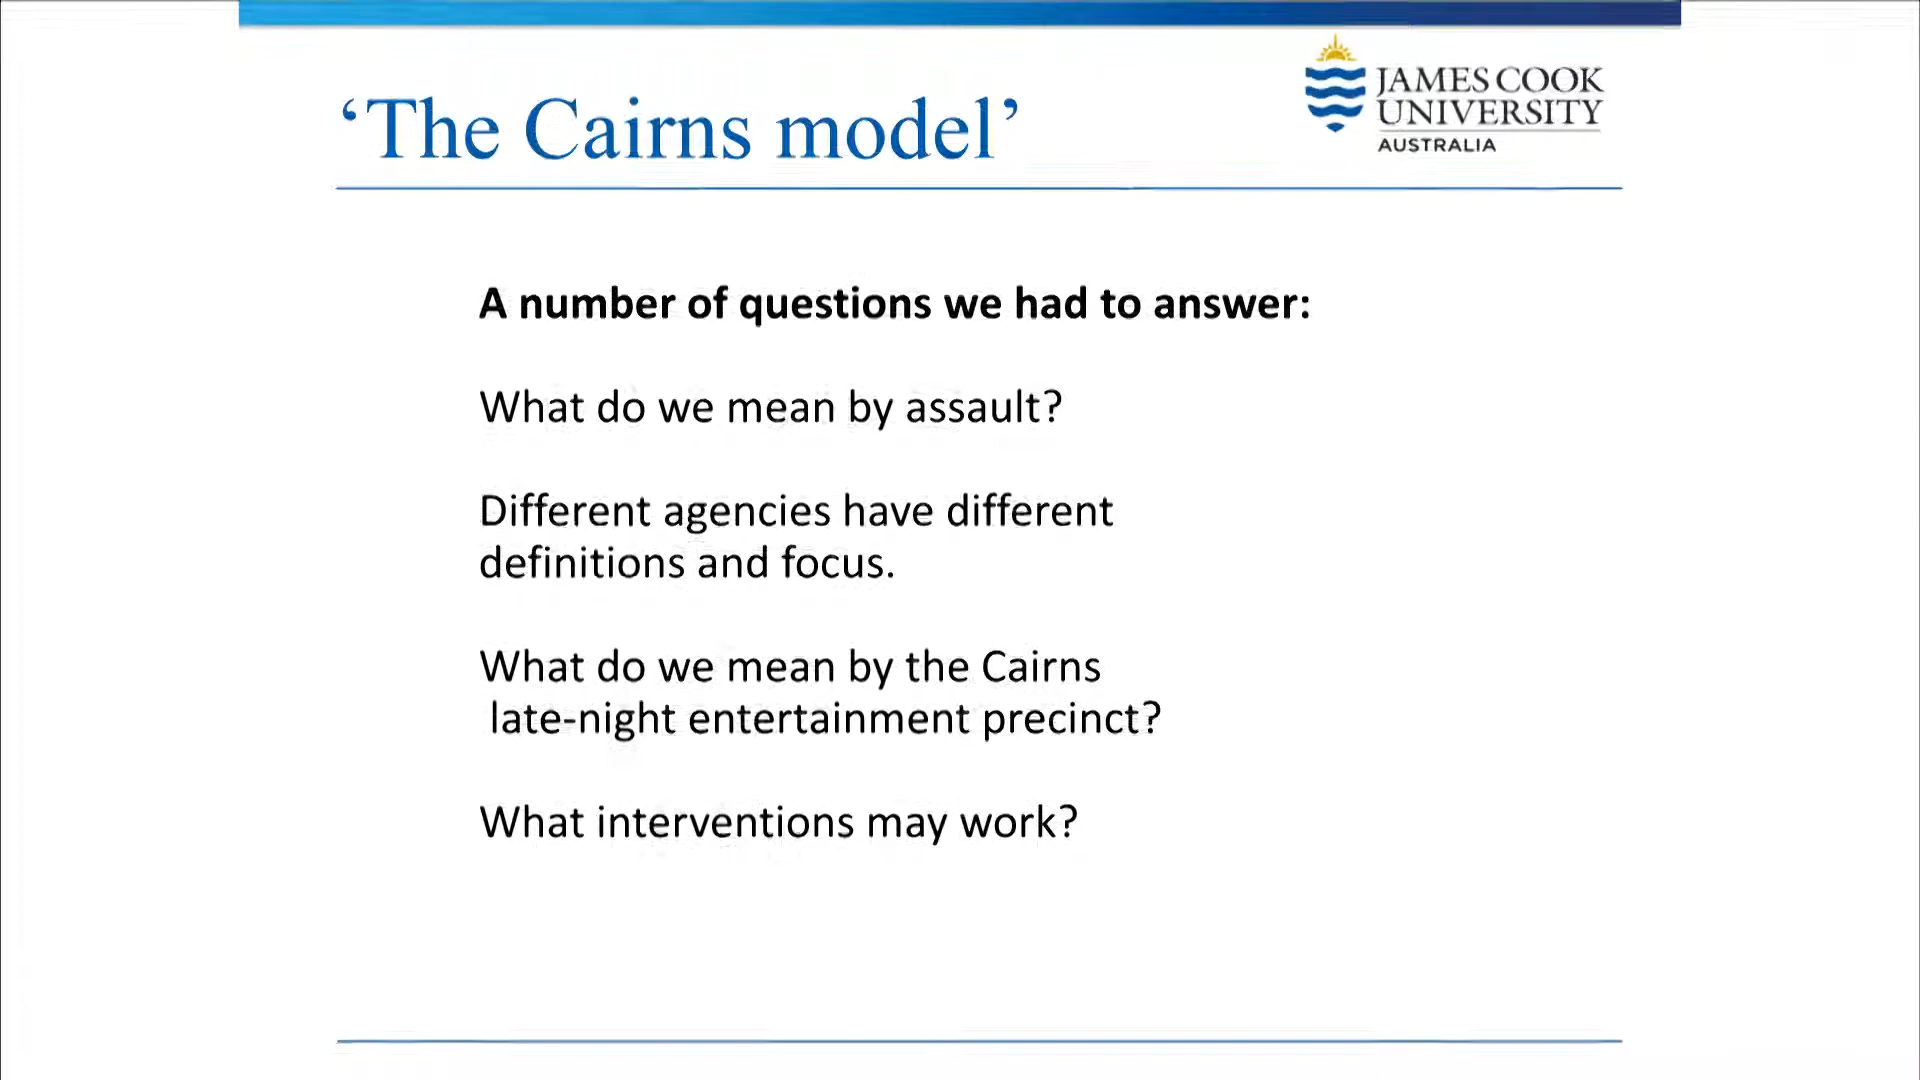 ‘The Cairns model’
JAMES COOK
UNIVERSITY
AUSTRALIA
A number of questions we had to answer:
What do we mean by assault?
Different agencies have different
definitions and focus.
What do we mean by the Cairns
late-night entertainment precinct?
What interventions may work?